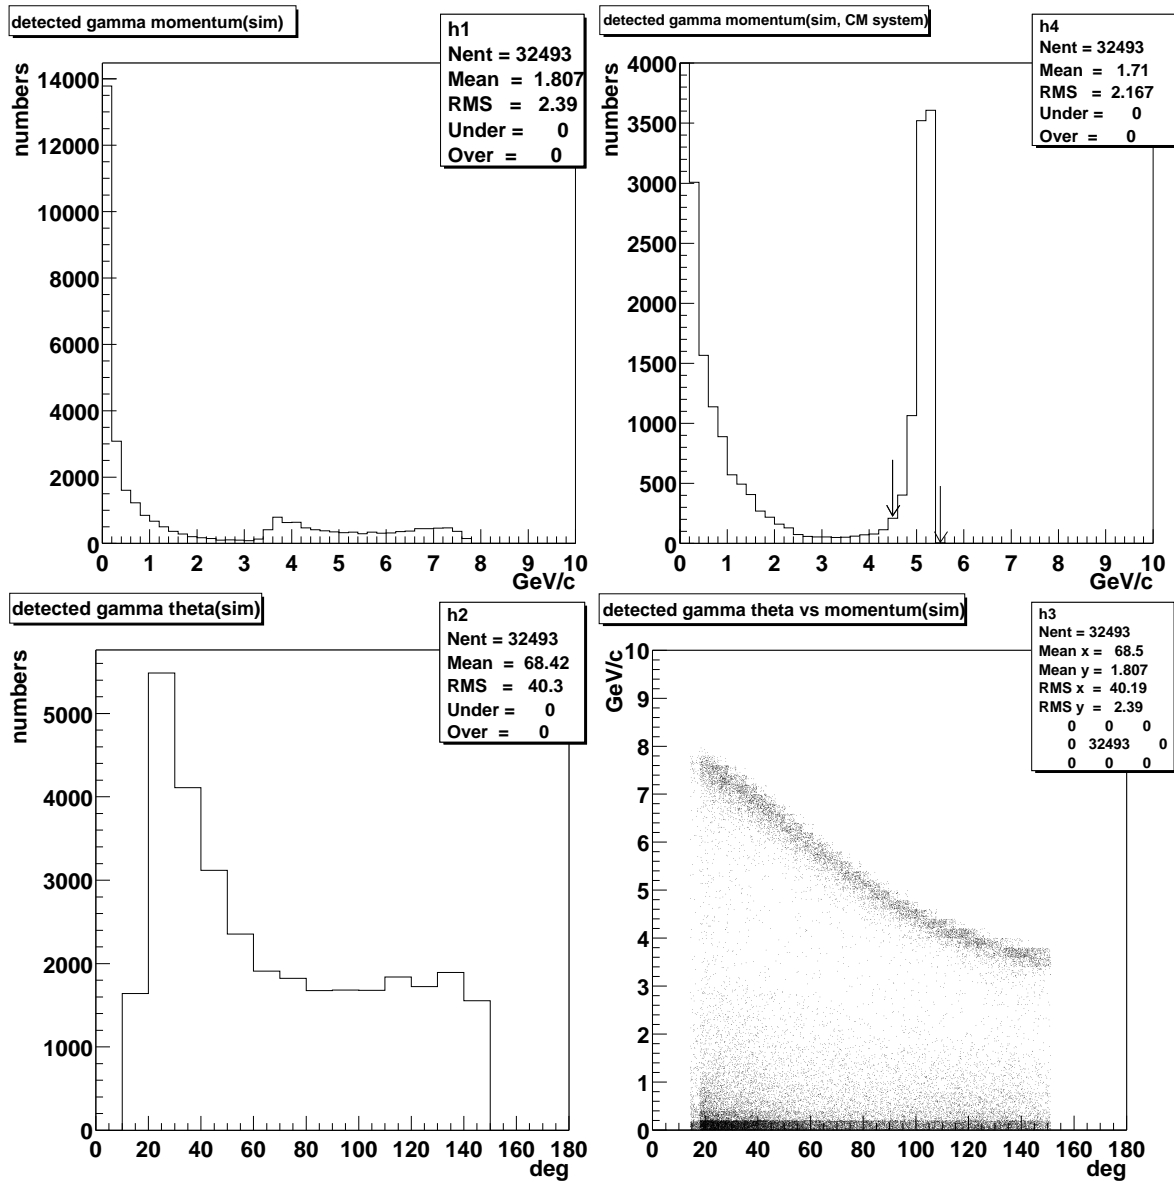 detected gamma momentum(sim)
h1
Nent = 32493
Mean = 1.807
RMS = 2.39
Under = 0
Over = 0
numbers
14000
12000
10000
8000
6000
4000
2000
0
0 1 2 3 4 5 6 7 8 9 10
GeV/c
detected gamma momentum(sim, CM system)
h4
Nent = 32493
Mean = 1.71
RMS = 2.167
Under = 0
Over = 0
numbers
4000
3500
3000
2500
2000
1500
1000
500
0
0 1 2 3 4 5 6 7 8 9 10
GeV/c
detected gamma theta(sim)
h2
Nent = 32493
Mean = 68.42
RMS = 40.3
Under = 0
Over = 0
numbers
5000
4000
3000
2000
1000
0
0 20 40 60 80 100 120 140 160 180
deg
detected gamma theta vs momentum(sim)
h3
Nent = 32493
Mean x = 68.5
Mean y = 1.807
RMS x = 40.19
RMS y = 2.39
0 0 0
0 32493 0
0 0 0
GeV/c
10
9
8
7
6
5
4
3
2
1
0
0 20 40 60 80 100 120 140 160 180
deg